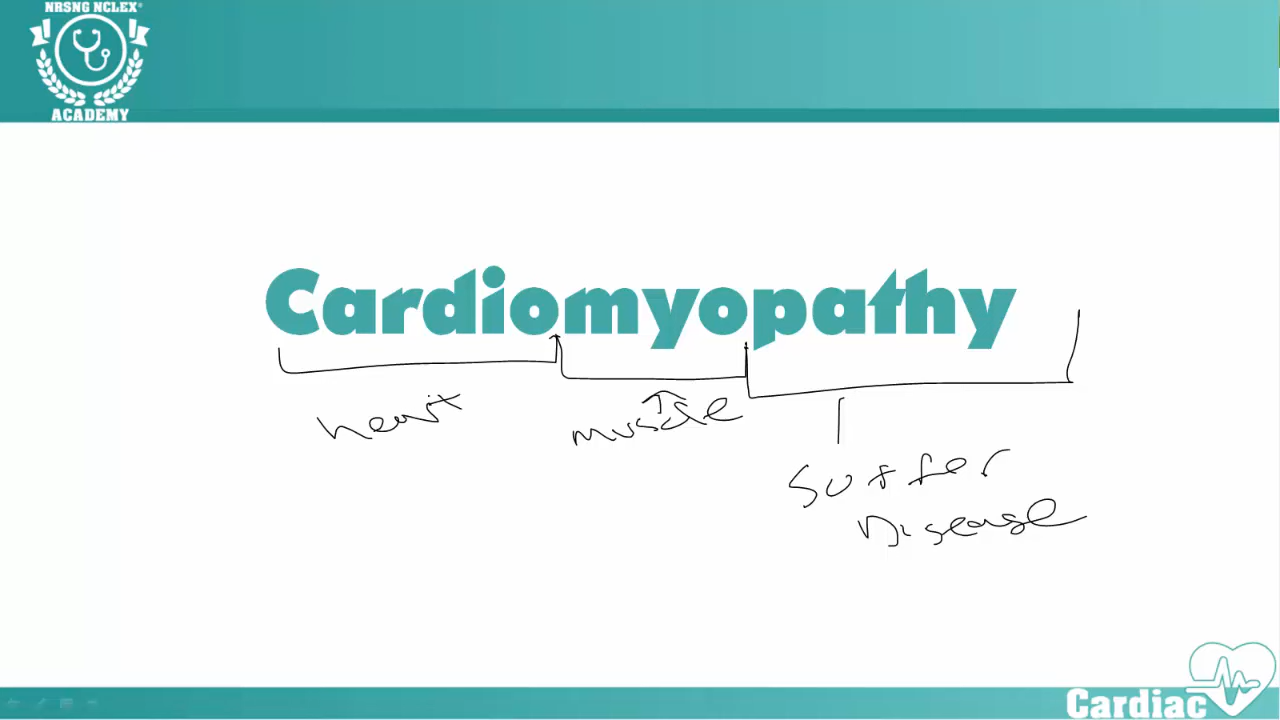 NRSNG NCLEX®
ACADEMY
Cardiomyopathy
heart muscle
suffer
Disease
Cardiac